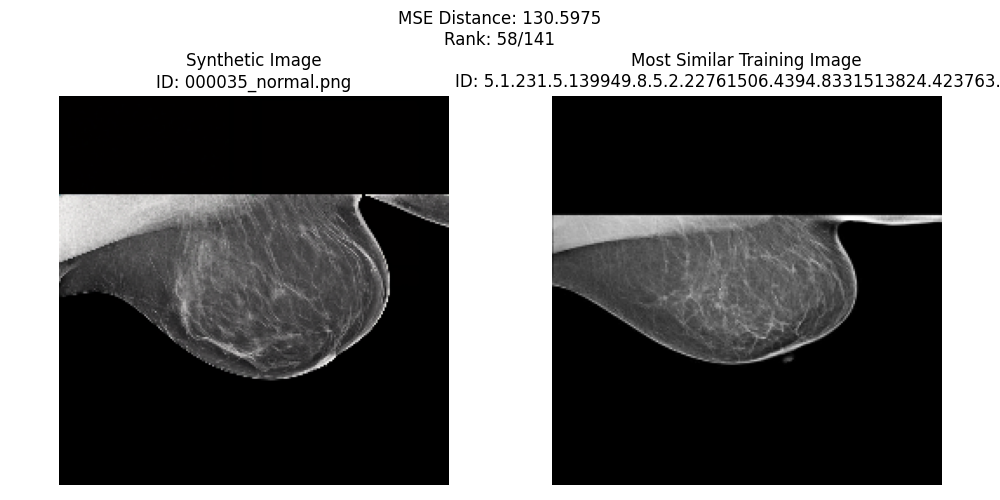 MSE Distance: 130.5975
Rank: 58/141
Synthetic Image
ID: 000035_normal.png
Most Similar Training Image
ID: 5.1.231.5.139949.8.5.2.22761506.4394.8331513824.423763.